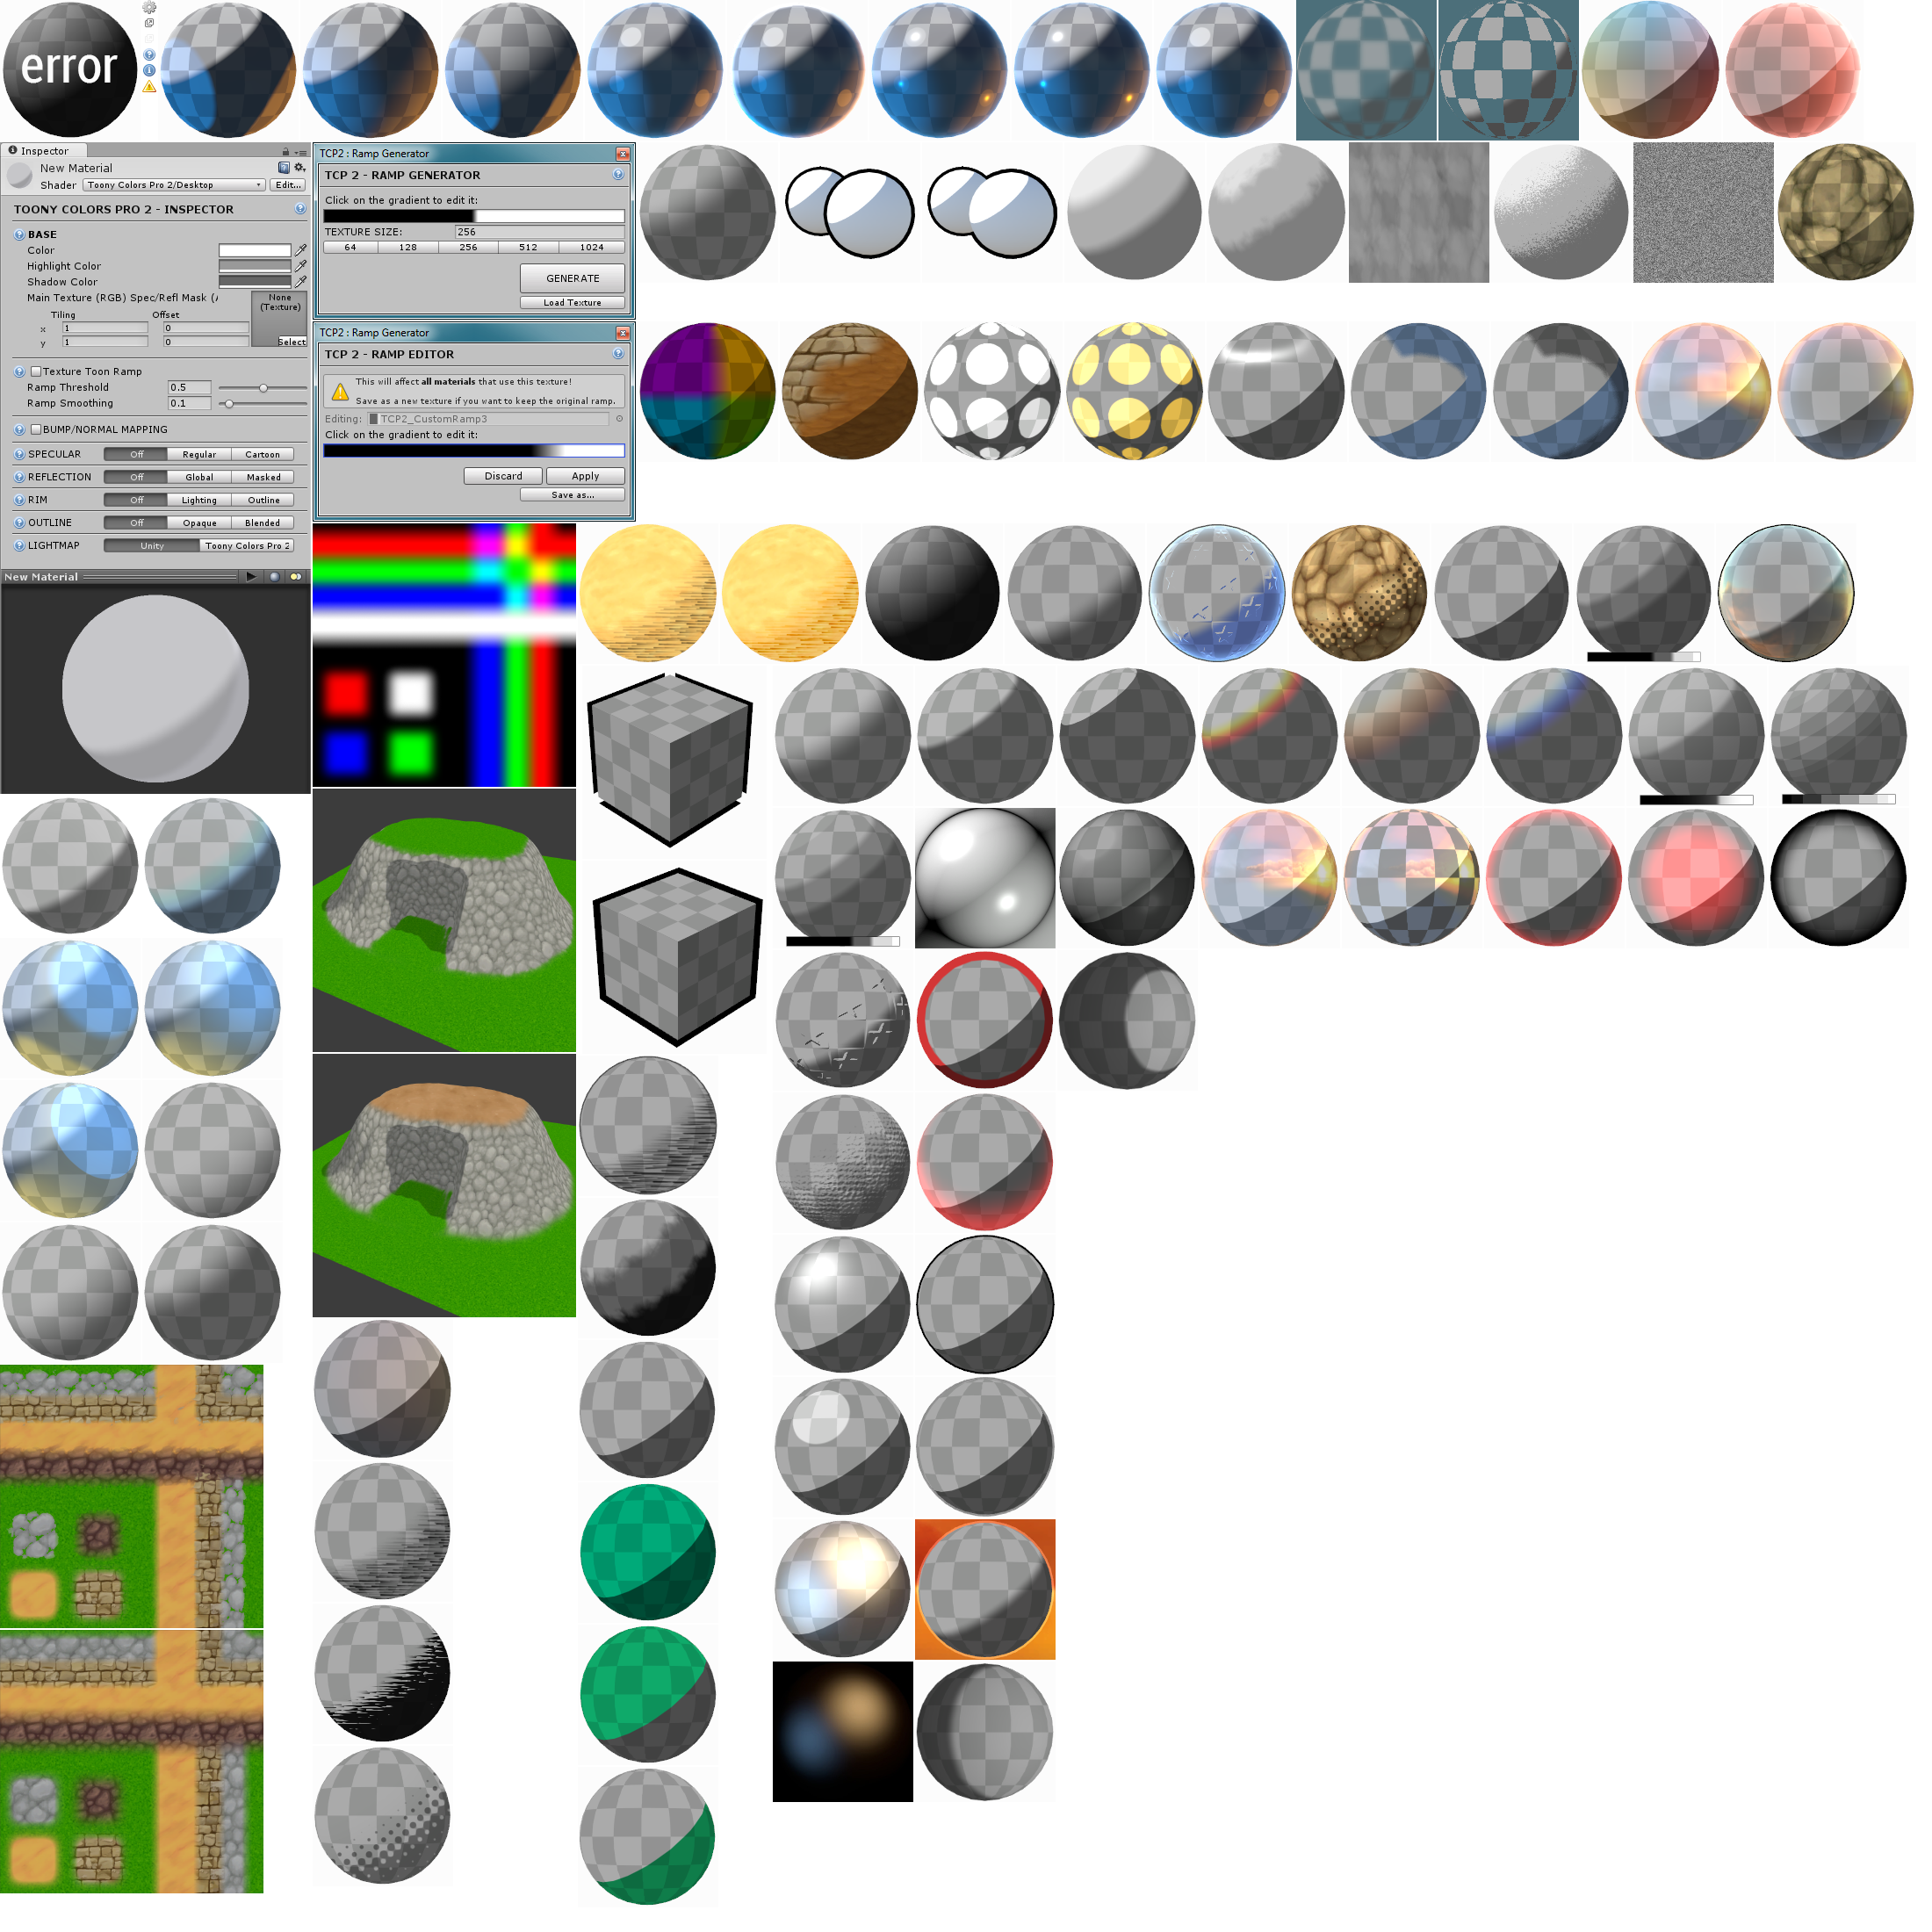 error
Inspector
New Material
Shader Toony Colors Pro 2/Desktop Edit...
TOONY COLORS PRO 2 - INSPECTOR
BASE
Color
Highlight Color
Shadow Color
Main Texture (RGB) Spec/Refl Mask (
None
(Texture)
Tiling Offset
x 1 0
y 1 0
Select
Texture Toon Ramp
Ramp Threshold 0.5
Ramp Smoothing 0.1
BUMP/NORMAL MAPPING
SPECULAR Off Regular Cartoon
REFLECTION Off Global Masked
RIM Off Lighting Outline
OUTLINE Off Opaque Blended
LIGHTMAP Unity Toony Colors Pro 2
New Material
TCP2 : Ramp Generator
TCP 2 - RAMP GENERATOR
Click on the gradient to edit it:
TEXTURE SIZE: 256
64 128 256 512 1024
GENERATE
Load Texture
TCP2 : Ramp Generator
TCP 2 - RAMP EDITOR
This will affect all materials that use this texture!
Save as a new texture if you want to keep the original ramp.
Editing: TCP2_CustomRamp3
Click on the gradient to edit it:
Discard Apply
Save as...